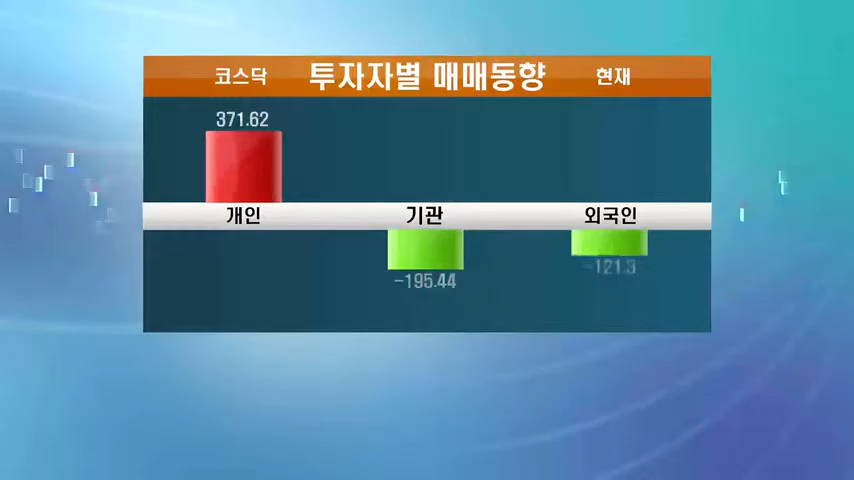 코스닥 투자자별 매매동향 현재
371.62
개인 기관 외국인
-195.44 -121.3